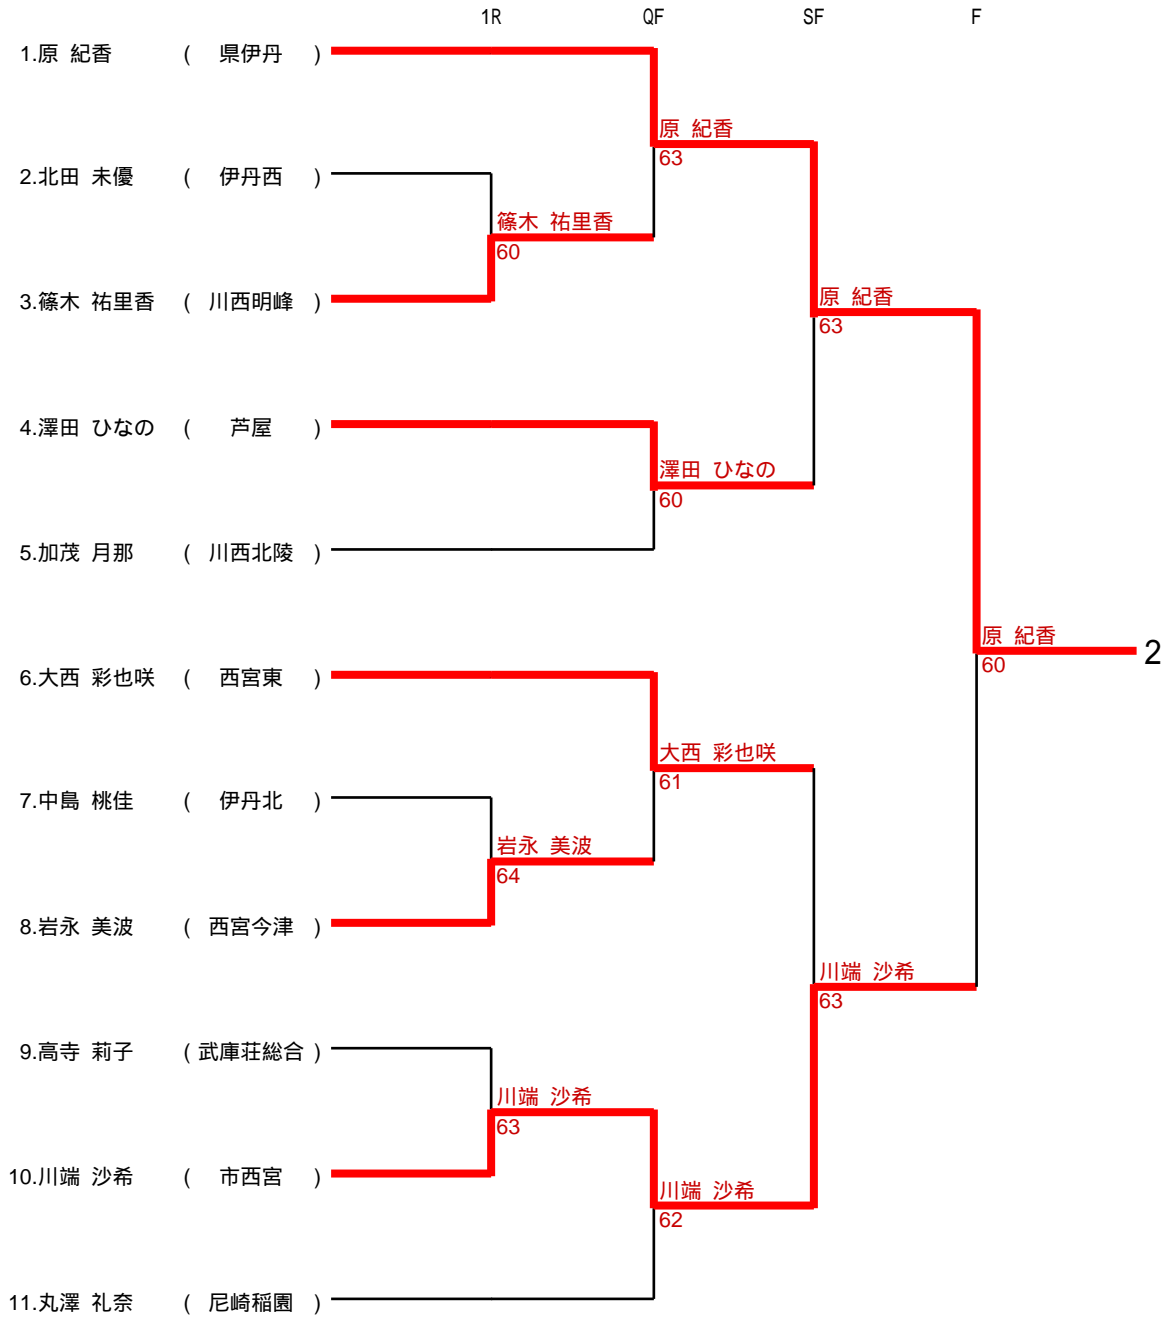 1R QF SF F
1.原 紀香 ( 県伊丹 )
原 紀香
63
2.北田 未優 ( 伊丹西 )
篠木 祐里香
60
3.篠木 祐里香 ( 川西明峰 )
原 紀香
63
4.澤田 ひなの ( 芦屋 )
澤田 ひなの
60
5.加茂 月那 ( 川西北陵 )
原 紀香
60
2
6.大西 彩也咲 ( 西宮東 )
大西 彩也咲
61
7.中島 桃佳 ( 伊丹北 )
岩永 美波
64
8.岩永 美波 ( 西宮今津 )
川端 沙希
63
9.高寺 莉子 ( 武庫荘総合 )
川端 沙希
63
10.川端 沙希 ( 市西宮 )
川端 沙希
62
11.丸澤 礼奈 ( 尼崎稲園 )